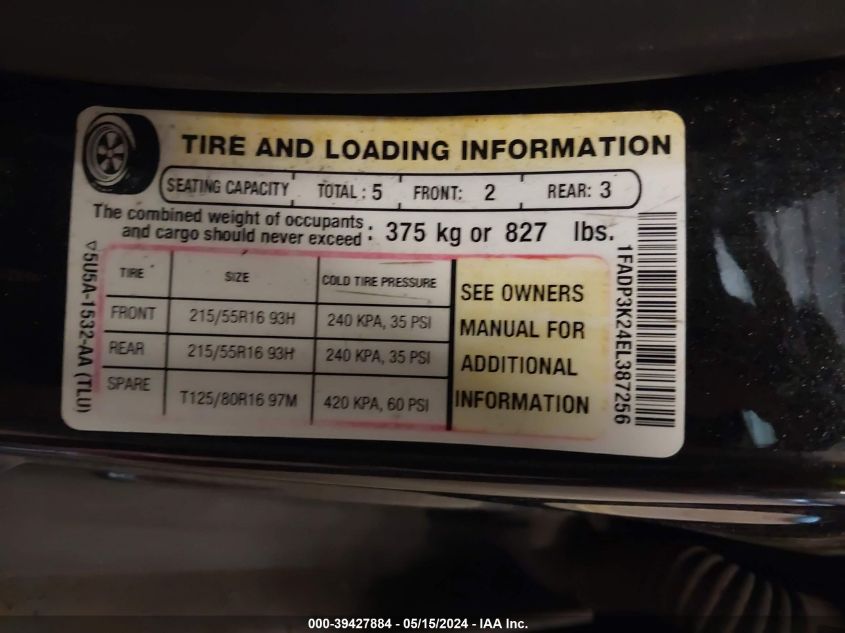 TIRE AND LOADING INFORMATION
SEATING CAPACITY TOTAL : 5 FRONT: 2 REAR: 3
The combined weight of occupants
and cargo should never exceed : 375 kg or 827 lbs.
TIRE SIZE COLD TIRE PRESSURE
FRONT 215/55R16 93H 240 KPA, 35 PSI
REAR 215/55R16 93H 240 KPA, 35 PSI
SPARE T125/80R16 97M 420 KPA, 60 PSI
SEE OWNERS
MANUAL FOR
ADDITIONAL
INFORMATION
▽5U5A-1532-AA (TLU)
1FADP3K24EL387256
000-39427884 - 05/15/2024 - IAA Inc.